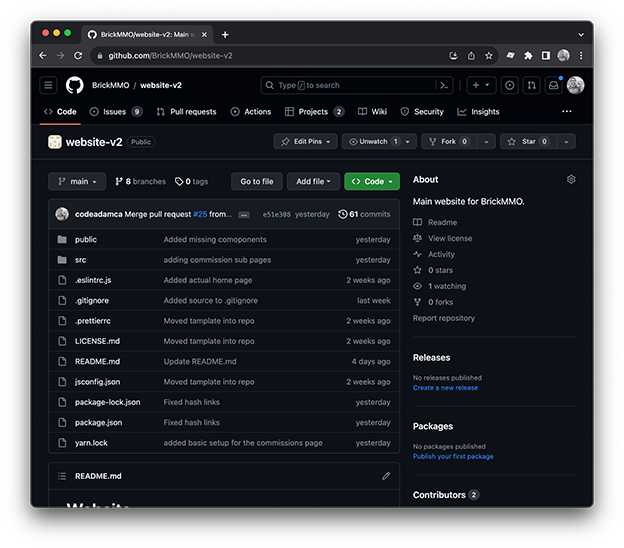 BrickMMO/website-v2: Main w
github.com/BrickMMO/website-v2
BrickMMO / website-v2
Type / to search
Code
Issues 9
Pull requests
Actions
Projects 2
Wiki
Security
Insights
website-v2 Public
Edit Pins
Unwatch 1
Fork 0
Star 0
main
8 branches
0 tags
Go to file
Add file
Code
codeadamca Merge pull request #25 from... e51e308 yesterday 61 commits
public Added missing comoponents yesterday
src adding commission sub pages yesterday
.eslintrc.js Added actual home page 2 weeks ago
.gitignore Added source to .gitignore last week
.prettierrc Moved tamplate into repo 2 weeks ago
LICENSE.md Moved tamplate into repo 2 weeks ago
README.md Update README.md 4 days ago
jsconfig.json Moved tamplate into repo 2 weeks ago
package-lock.json Fixed hash links yesterday
package.json Fixed hash links yesterday
yarn.lock added basic setup for the commissions page yesterday
README.md
Website
About
Main website for BrickMMO.
Readme
View license
Activity
0 stars
1 watching
0 forks
Report repository
Releases
No releases published
Create a new release
Packages
No packages published
Publish your first package
Contributors 2